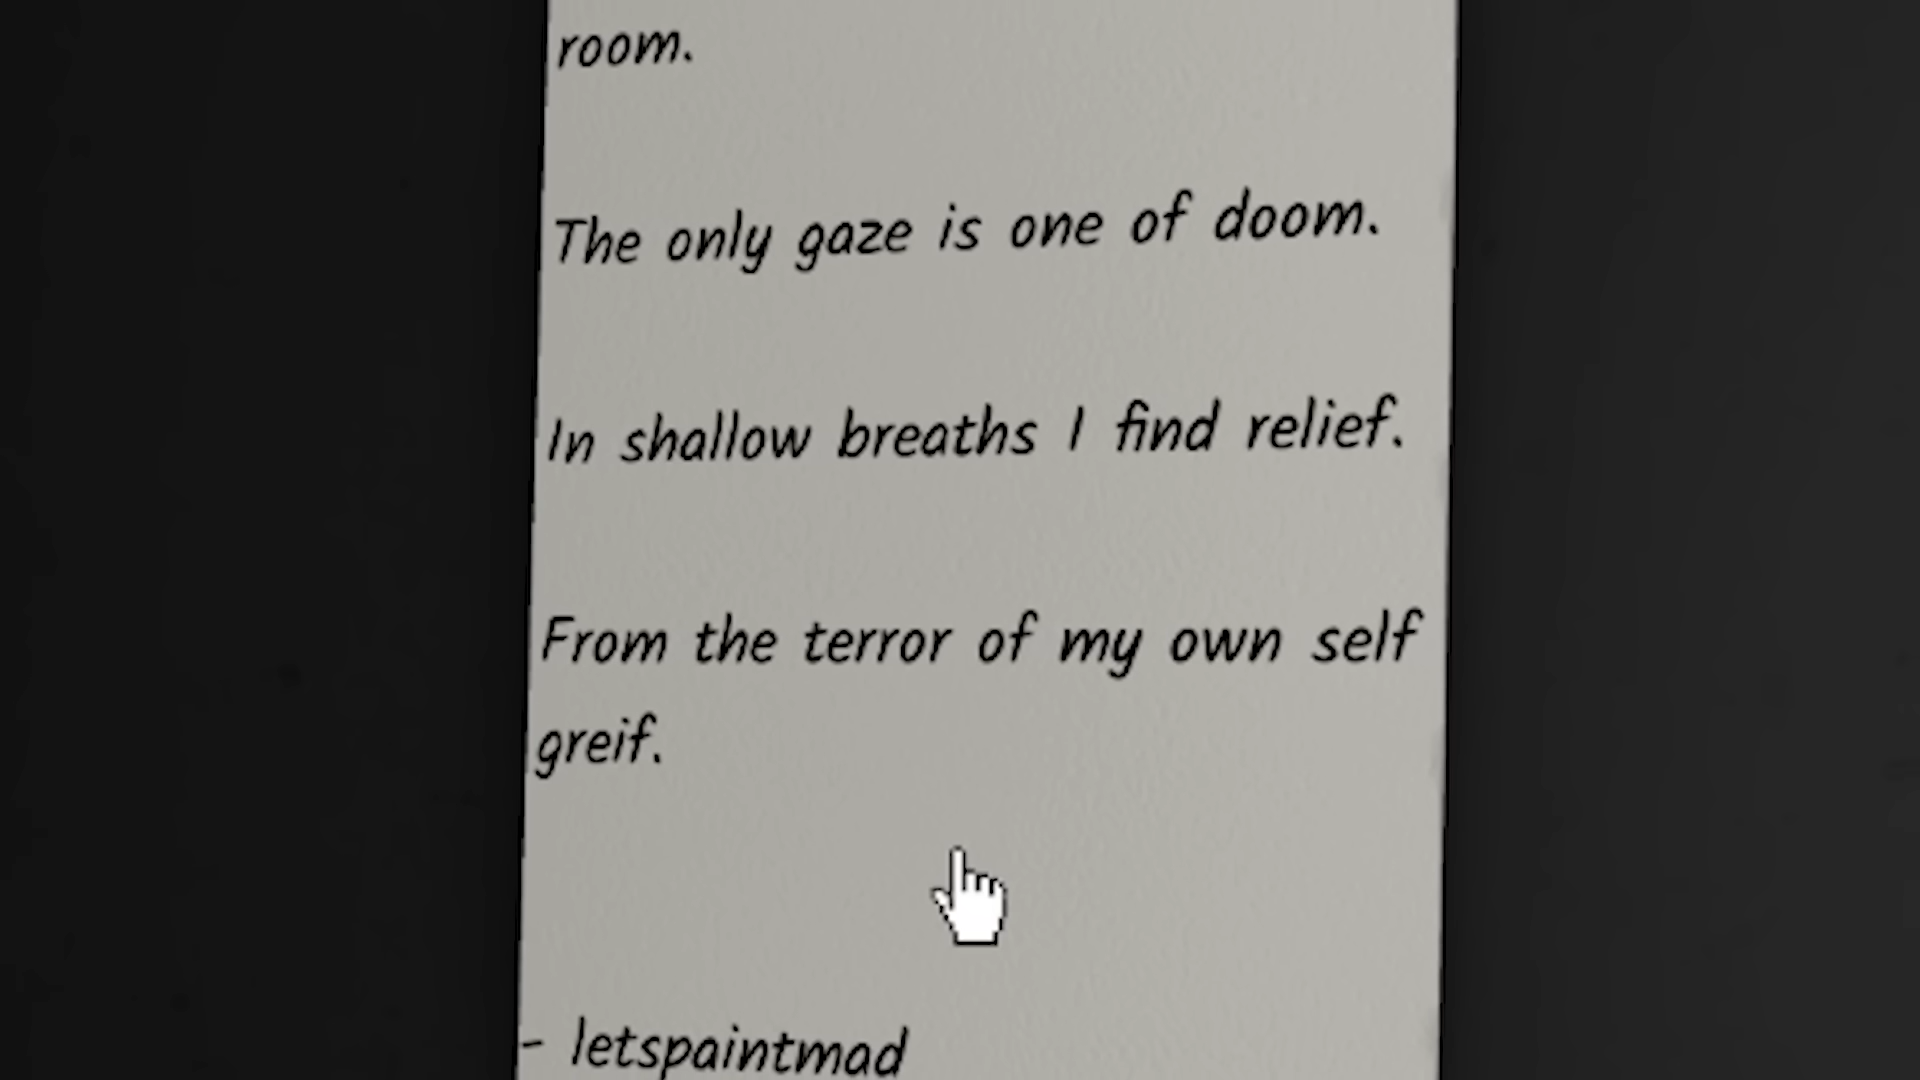 room.
The only gaze is one of doom.
In shallow breaths I find relief.
From the terror of my own self
greif.
- letspaintmad